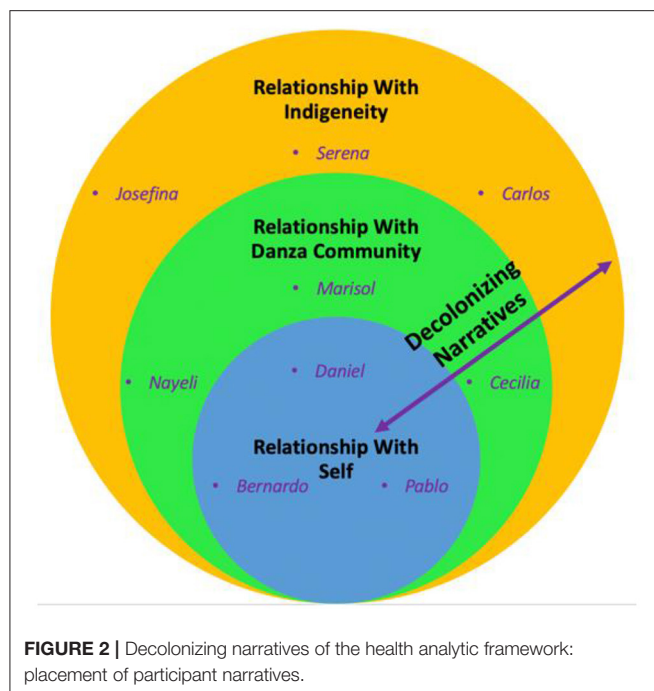 Relationship With
Indigeneity
• Serena
• Josefina
• Carlos
Relationship With
Danza Community
• Marisol
Decolonizing
Narratives
• Nayeli
• Daniel
• Cecilia
Relationship With
Self
• Bernardo
• Pablo
FIGURE 2 | Decolonizing narratives of the health analytic framework:
placement of participant narratives.